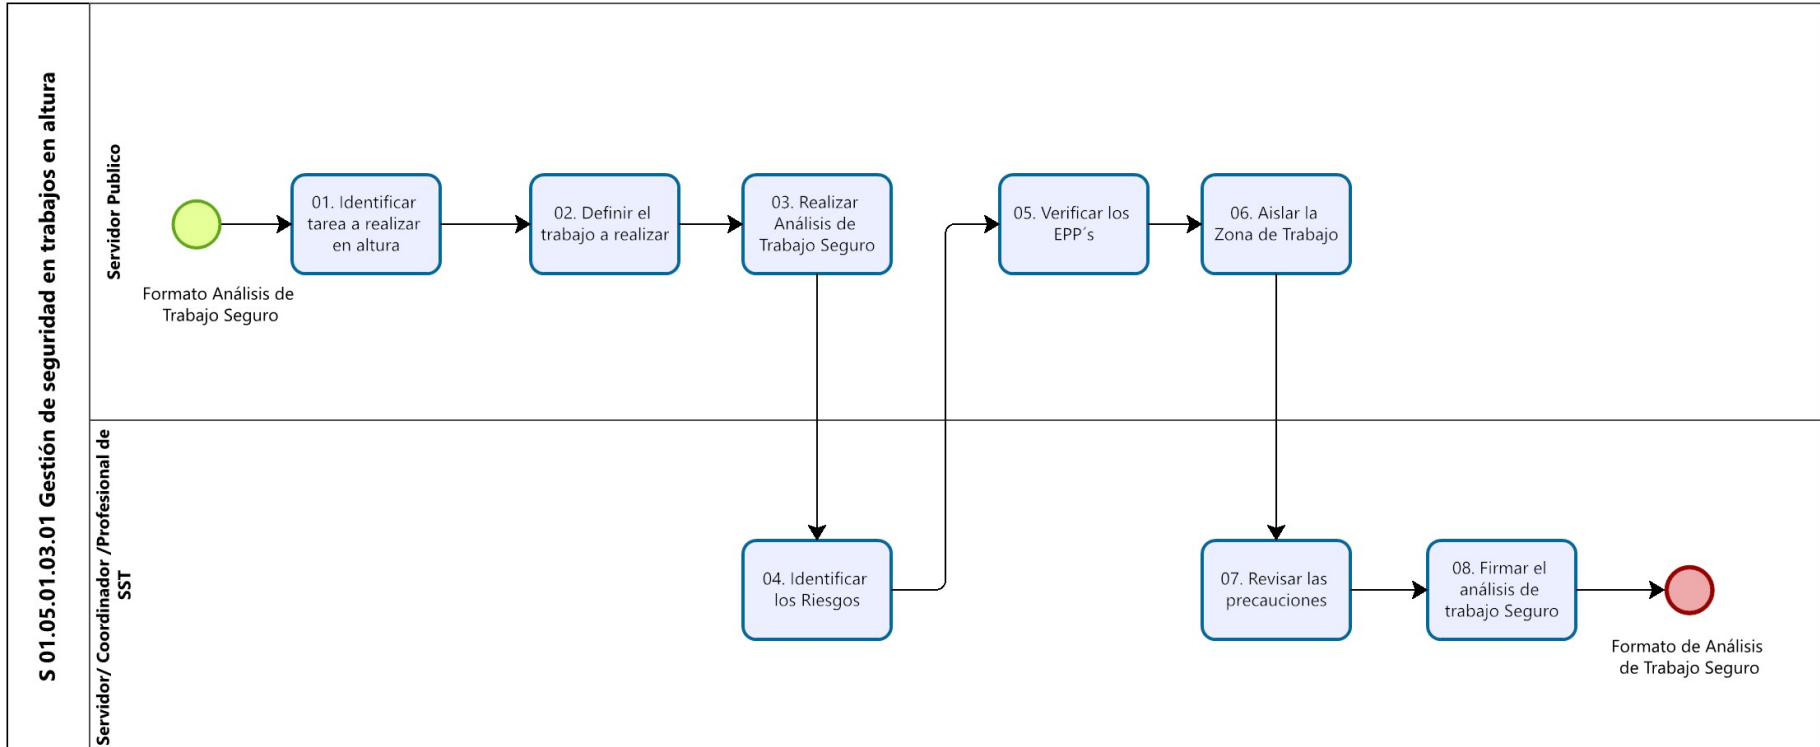 S 01.05.01.03.01 Gestión de seguridad en trabajos en altura
Servidor Publico
Formato Análisis de
Trabajo Seguro
01. Identificar
tarea a realizar
en altura
02. Definir el
trabajo a realizar
03. Realizar
Análisis de
Trabajo Seguro
05. Verificar los
EPP´s
06. Aislar la
Zona de Trabajo
Servidor/ Coordinador /Profesional de
SST
04. Identificar
los Riesgos
07. Revisar las
precauciones
08. Firmar el
análisis de
trabajo Seguro
Formato de Análisis
de Trabajo Seguro